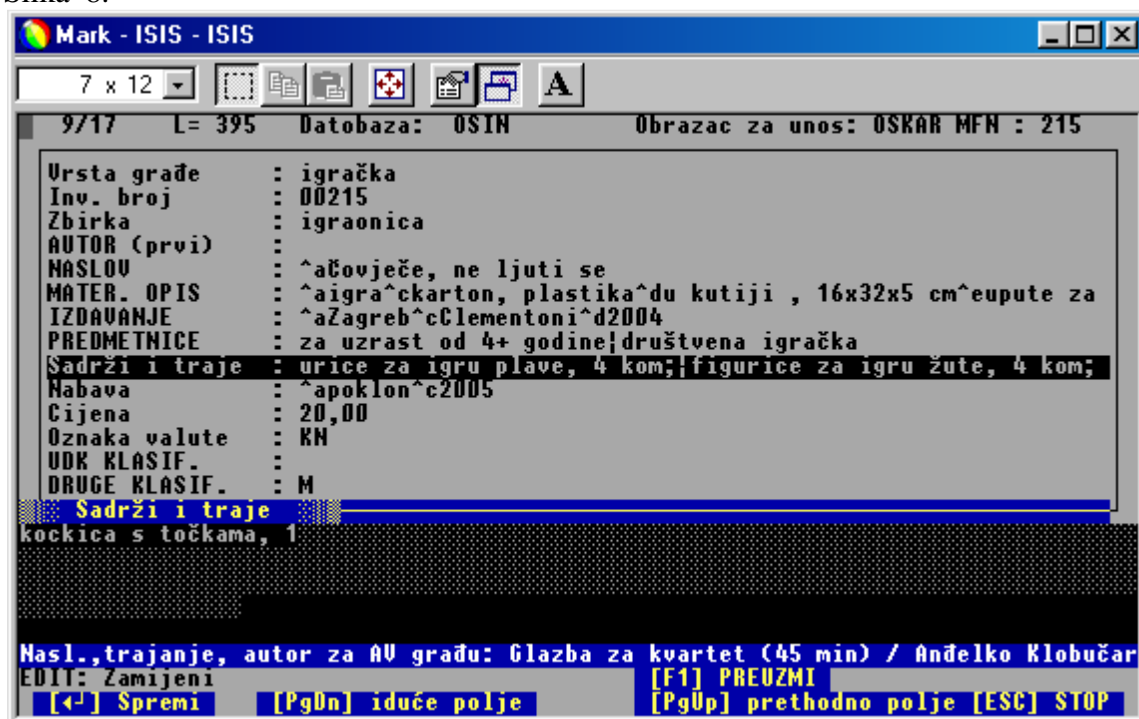 Mark - ISIS - ISIS
7 x 12
A
9/17 L= 395 Datobaza: OSIN Obrazac za unos: OSKAR MFN : 215
Vrsta građe : igračka
Inv. broj : 00215
Zbirka : igraonica
AUTOR (prvi) :
NASLOV : ^aČovječe, ne ljuti se
MATER. OPIS : ^aigra^ckarton, plastika^du kutiji , 16x32x5 cm^eupute za
IZDAVANJE : ^aZagreb^cClementoni^d2004
PREDMETNICE : za uzrast od 4+ godine¦društvena igračka
Sadrži i traje : urice za igru plave, 4 kom;¦figurice za igru žute, 4 kom;
Nabava : ^apoklon^c2005
Cijena : 20,00
Oznaka valute : KN
UDK KLASIF. :
DRUGE KLASIF. : M
Sadrži i traje
kockica s točkama, 1
Nasl.,trajanje, autor za AV građu: Glazba za kvartet (45 min) / Anđelko Klobučar
EDIT: Zamijeni [F1] PREUZMI
[◄┘] Spremi [PgDn] iduće polje [PgUp] prethodno polje [ESC] STOP